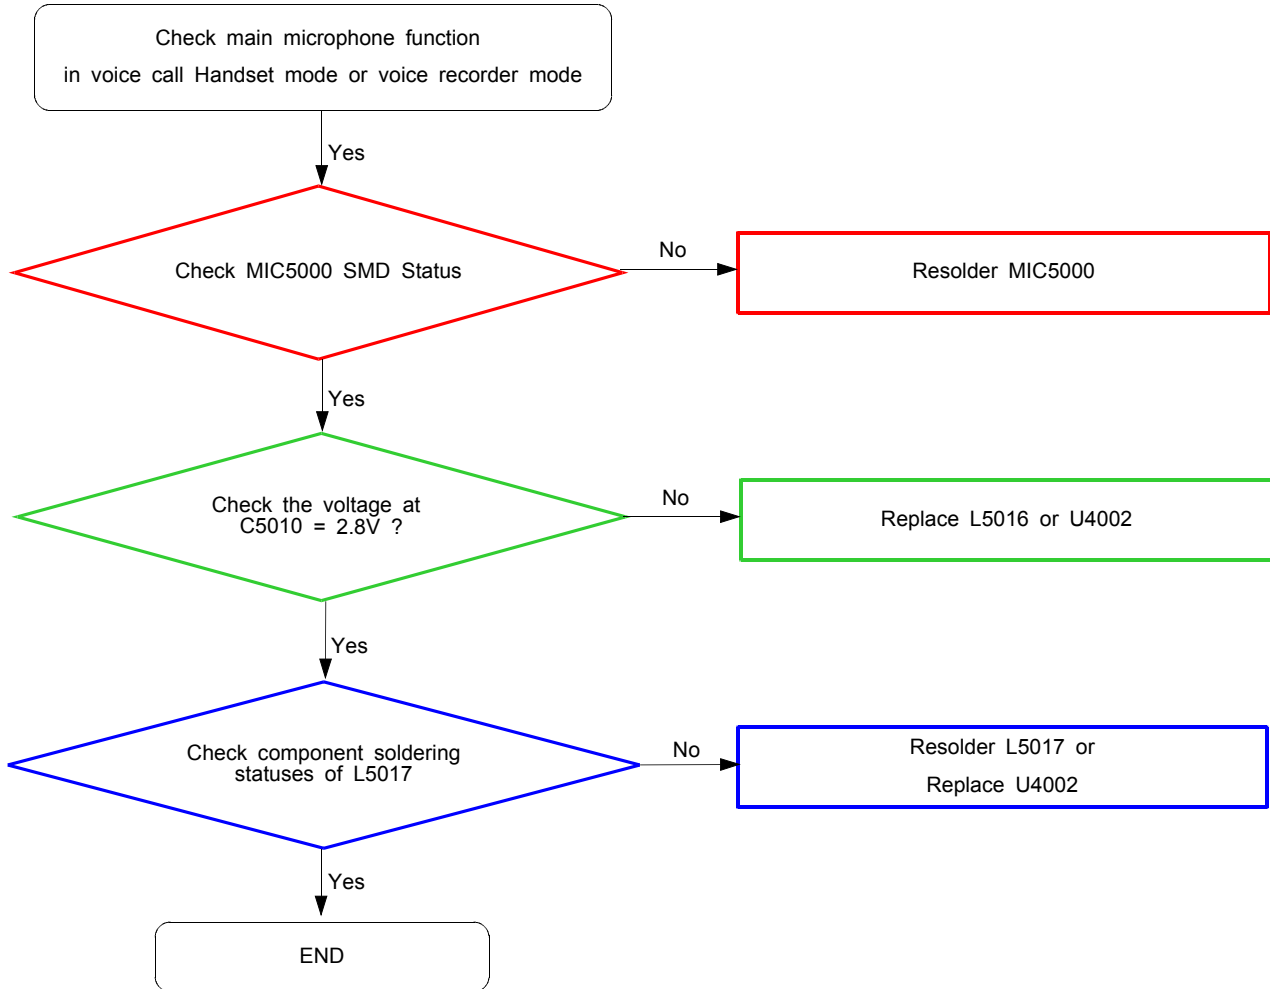 Check main microphone function
in voice call Handset mode or voice recorder mode
Yes
Check MIC5000 SMD Status
No
Resolder MIC5000
Yes
Check the voltage at
C5010 = 2.8V ?
No
Replace L5016 or U4002
Yes
Check component soldering
statuses of L5017
No
Resolder L5017 or
Replace U4002
Yes
END